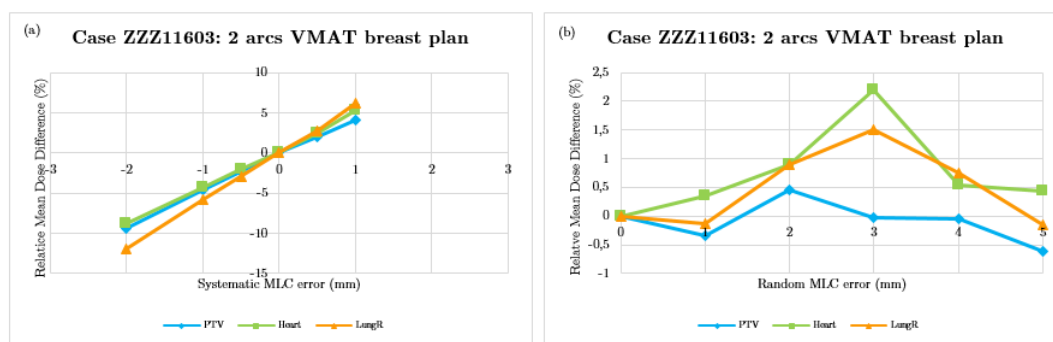 (a)
Case ZZZ11603: 2 arcs VMAT breast plan
Relatice Mean Dose Difference (%)
10
5
0
-5
-10
-15
-3
-2
-1
0
1
2
3
Systematic MLC error (mm)
PTV
Heart
LungR
(b)
Case ZZZ11603: 2 arcs VMAT breast plan
Relatve Mean Dose Difference (%)
2,5
2
1,5
1
0,5
0
-0,5
-1
0
1
2
3
4
5
Random MLC error (mm)
PTV
Heart
LungR